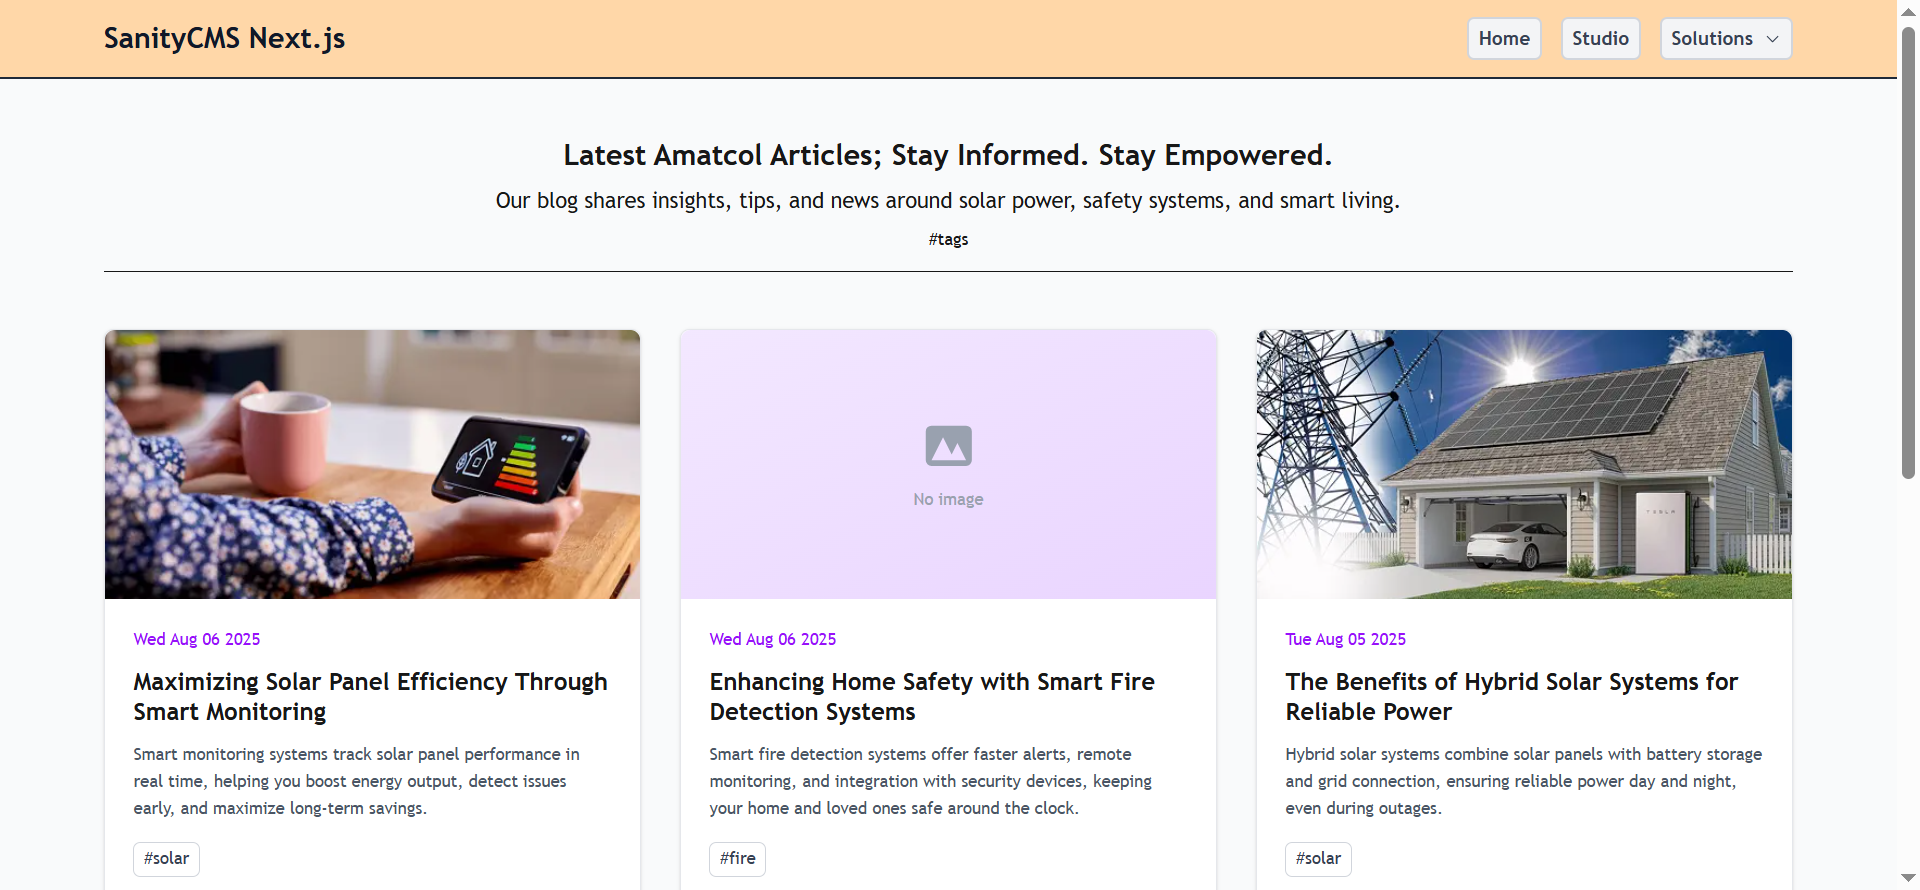 SanityCMS Next.js
Home
Studio
Solutions
Latest Amatcol Articles; Stay Informed. Stay Empowered.
Our blog shares insights, tips, and news around solar power, safety systems, and smart living.
#tags
Wed Aug 06 2025
Maximizing Solar Panel Efficiency Through
Smart Monitoring
Smart monitoring systems track solar panel performance in
real time, helping you boost energy output, detect issues
early, and maximize long-term savings.
#solar
No image
Wed Aug 06 2025
Enhancing Home Safety with Smart Fire
Detection Systems
Smart fire detection systems offer faster alerts, remote
monitoring, and integration with security devices, keeping
your home and loved ones safe around the clock.
#fire
TESLA
Tue Aug 05 2025
The Benefits of Hybrid Solar Systems for
Reliable Power
Hybrid solar systems combine solar panels with battery storage
and grid connection, ensuring reliable power day and night,
even during outages.
#solar